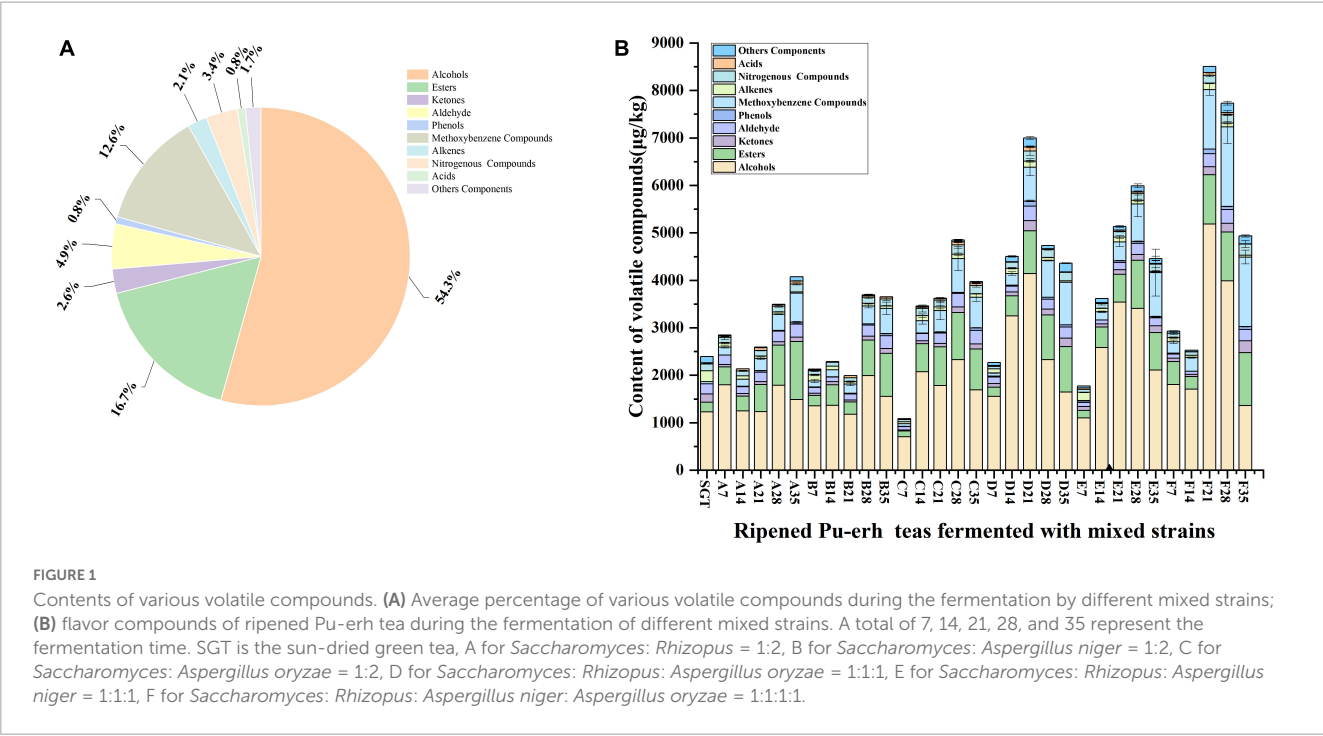 A
54.3%
16.7%
2.6%
4.9%
0.8%
12.6%
2.1%
3.4%
0.8%
1.7%
Alcohols
Esters
Ketones
Aldehyde
Phenols
Methoxybenzene Compounds
Alkenes
Nitrogenous Compounds
Acids
Others Components
B
Content of volatile compounds(µg/kg)
9000
8000
7000
6000
5000
4000
3000
2000
1000
0
Others Components
Acids
Nitrogenous Compounds
Alkenes
Methoxybenzene Compounds
Phenols
Aldehyde
Ketones
Esters
Alcohols
SGT
A7
A14
A21
A28
A35
B7
B14
B21
B28
B35
C7
C14
C21
C28
C35
D7
D14
D21
D28
D35
E7
E14
E21
E28
E35
F7
F14
F21
F28
F35
Ripened Pu-erh teas fermented with mixed strains
FIGURE 1
Contents of various volatile compounds. (A) Average percentage of various volatile compounds during the fermentation by different mixed strains;
(B) flavor compounds of ripened Pu-erh tea during the fermentation of different mixed strains. A total of 7, 14, 21, 28, and 35 represent the
fermentation time. SGT is the sun-dried green tea, A for Saccharomyces: Rhizopus = 1:2, B for Saccharomyces: Aspergillus niger = 1:2, C for
Saccharomyces: Aspergillus oryzae = 1:2, D for Saccharomyces: Rhizopus: Aspergillus oryzae = 1:1:1, E for Saccharomyces: Rhizopus: Aspergillus
niger = 1:1:1, F for Saccharomyces: Rhizopus: Aspergillus niger: Aspergillus oryzae = 1:1:1:1.